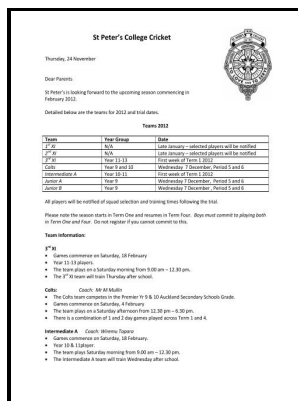 St Peter's College Cricket
Thursday, 24 November
Dear Parents
St Peter's is looking forward to the upcoming season commencing in
February 2012.
Detailed below are the teams for 2012 and trial dates.
Teams 2012
Team Year Group Date
1st XI N/A Late January – selected players will be notified
2nd XI N/A Late January – selected players will be notified
3rd XI Year 11-13 First week of Term 1 2012
Colts Year 9 and 10 Wednesday 7 December, Period 5 and 6
Intermediate A Year 10-11 First week of Term 1 2012
Junior A Year 9 Wednesday 7 December, Period 5 and 6
Junior B Year 9 Wednesday 7 December, Period 5 and 6
All players will be notified of squad selection and training times following the trial.
Please note the season starts in Term One and resumes in Term Four. Boys must commit to playing both
in Term One and Four. Do not register if you cannot commit to this.
Team Information:
3rd XI
• Games commence on Saturday, 18 February
• Year 11-13 players.
• The team plays on a Saturday morning from 9.00 am – 12.30 pm.
• The 3rd XI team will train Thursday after school.
Colts: Coach: Mr M Mullin
• The Colts team competes in the Premier Yr 9 & 10 Auckland Secondary Schools Grade.
• Games commence on Saturday, 4 February
• The team plays on a Saturday afternoon from 12.30 pm – 6.30 pm.
• There is a combination of 1 and 2 day games played across Term 1 and 4.
Intermediate A Coach: Wiremu Tapara
• Games commence on Saturday, 18 February.
• Year 10 & 11player.
• The team plays Saturday morning from 9.00 am – 12.30 pm.
• The Intermediate A team will train Wednesday after school.